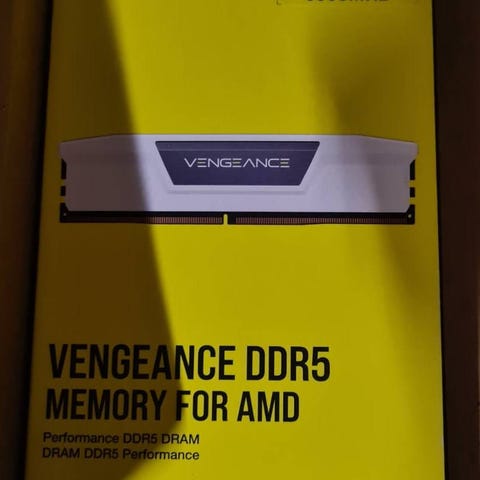 VENGEANCE
VENGEANCE DDR5
MEMORY FOR AMD
Performance DDR5 DRAM
DRAM DDR5 Performance